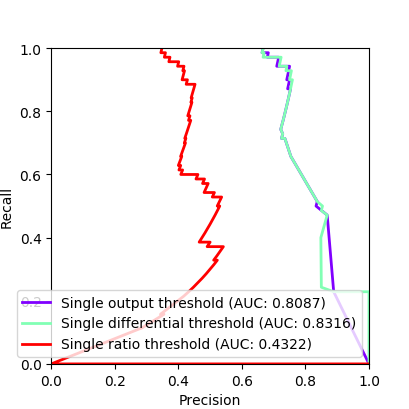 1.0
0.8
0.6
0.4
0.2
0.0
Recall
Single output threshold (AUC: 0.8087)
Single differential threshold (AUC: 0.8316)
Single ratio threshold (AUC: 0.4322)
0.0 0.2 0.4 0.6 0.8 1.0
Precision